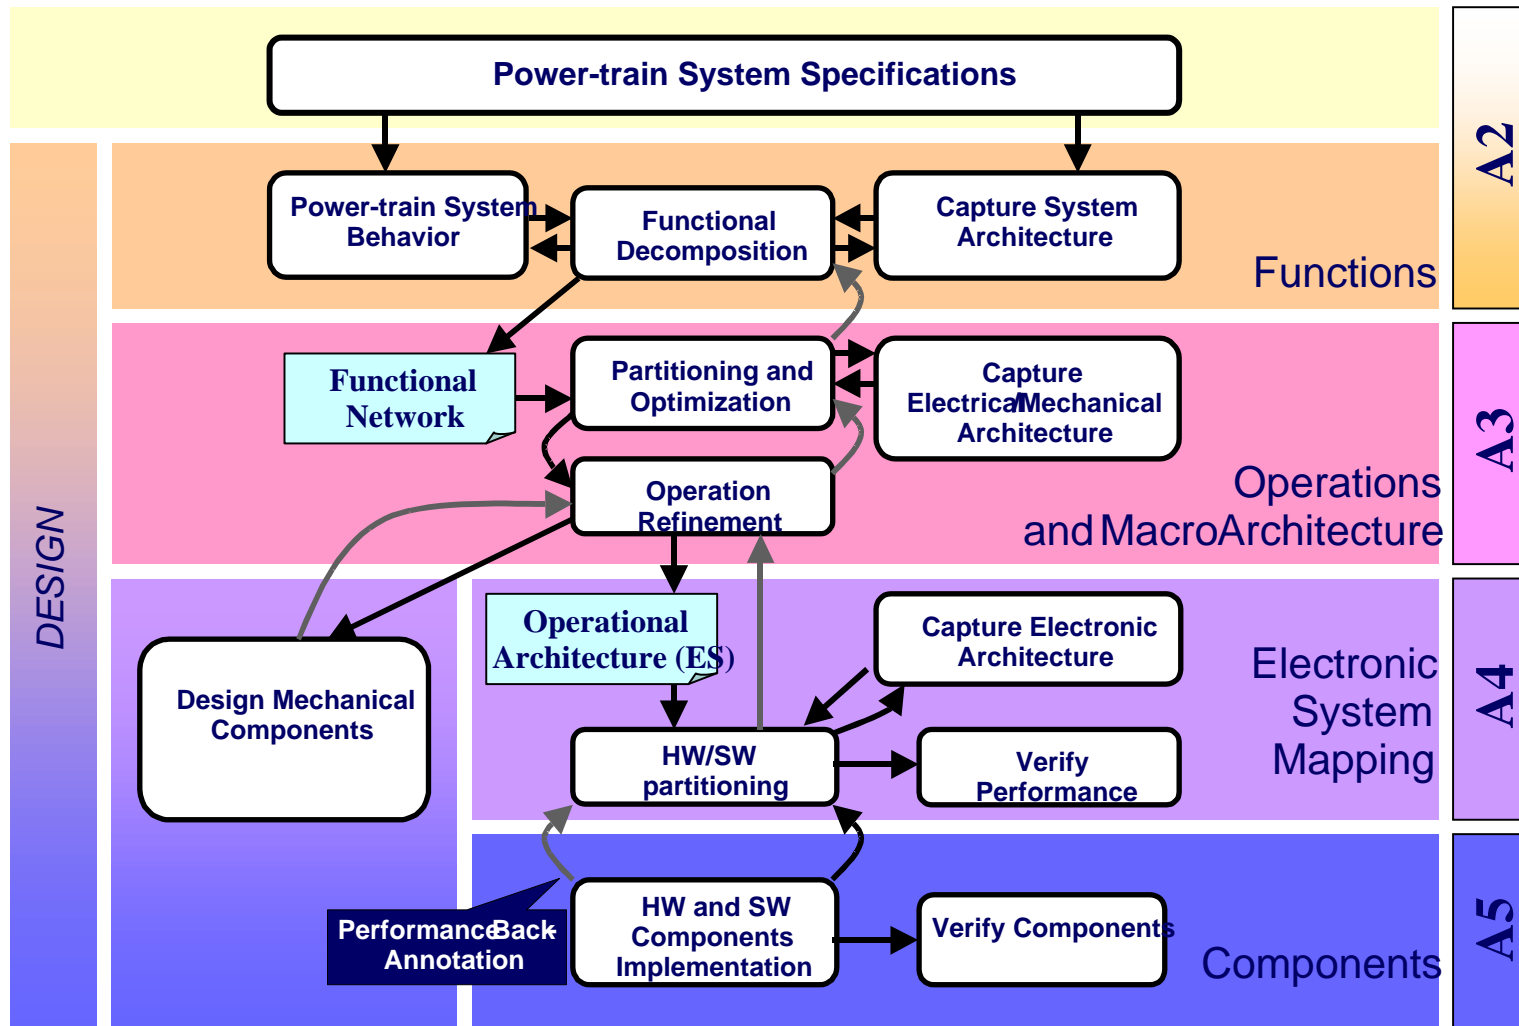 Power-train System Specifications
A2
Power-train System
Behavior
Functional
Decomposition
Capture System
Architecture
Functions
DESIGN
Functional
Network
Partitioning and
Optimization
Capture
Electrical/Mechanical
Architecture
A3
Operation
Refinement
Operations
and MacroArchitecture
Operational
Architecture (ES)
Capture Electronic
Architecture
Electronic
System
Mapping
A4
Design Mechanical
Components
HW/SW
partitioning
Verify
Performance
Performance Back-
Annotation
HW and SW
Components
Implementation
Verify Components
Components
A5